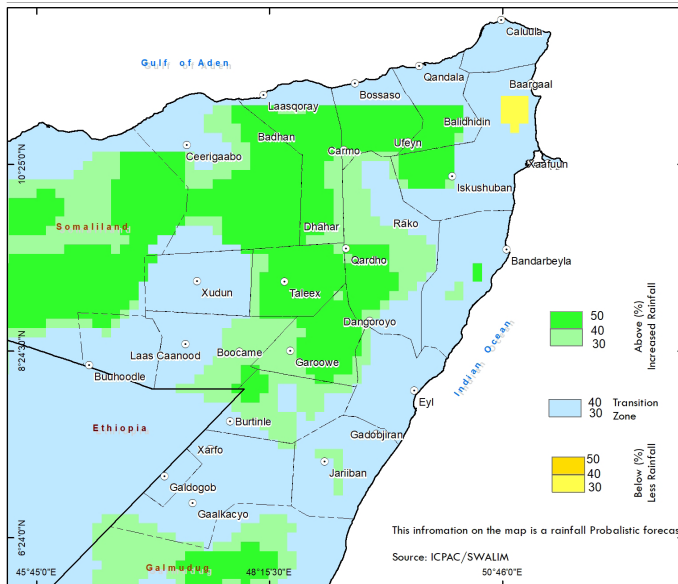 Gulf of Aden
Caluula
Qandala
Baargaal
Bossaso
Laasqoray
Balidhidin
Badhan
Ufeyn
Carmo
Ceerigaabo
Xaafuun
Iskushuban
10°25'0"N
Somaliland
Dhahar
Rako
Qardho
Bandarbeyla
Xudun
Taleex
Dangoroyo
Laas Caanood
Boocame
Garoowe
8°24'30"N
Buuhoodle
Indian Ocean
Eyl
Ethiopia
Burtinle
Gadobjiran
Xarfo
Jariiban
Galdogob
Gaalkacyo
6°24'0"N
Galmudug
45°45'0"E
48°15'30"E
50°46'0"E
50
40
30
Above (%)
Increased Rainfall
40
30
Transition
Zone
50
40
30
Below (%)
Less Rainfall
This infromation on the map is a rainfall Probalistic forecas
Source: ICPAC/SWALIM